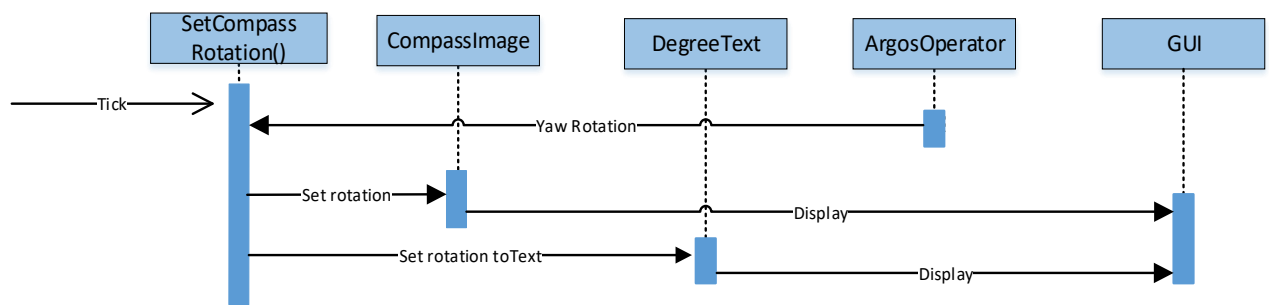 SetCompass
Rotation()
CompassImage
DegreeText
ArgosOperator
GUI
Tick
Yaw Rotation
Set rotation
Display
Set rotation toText
Display